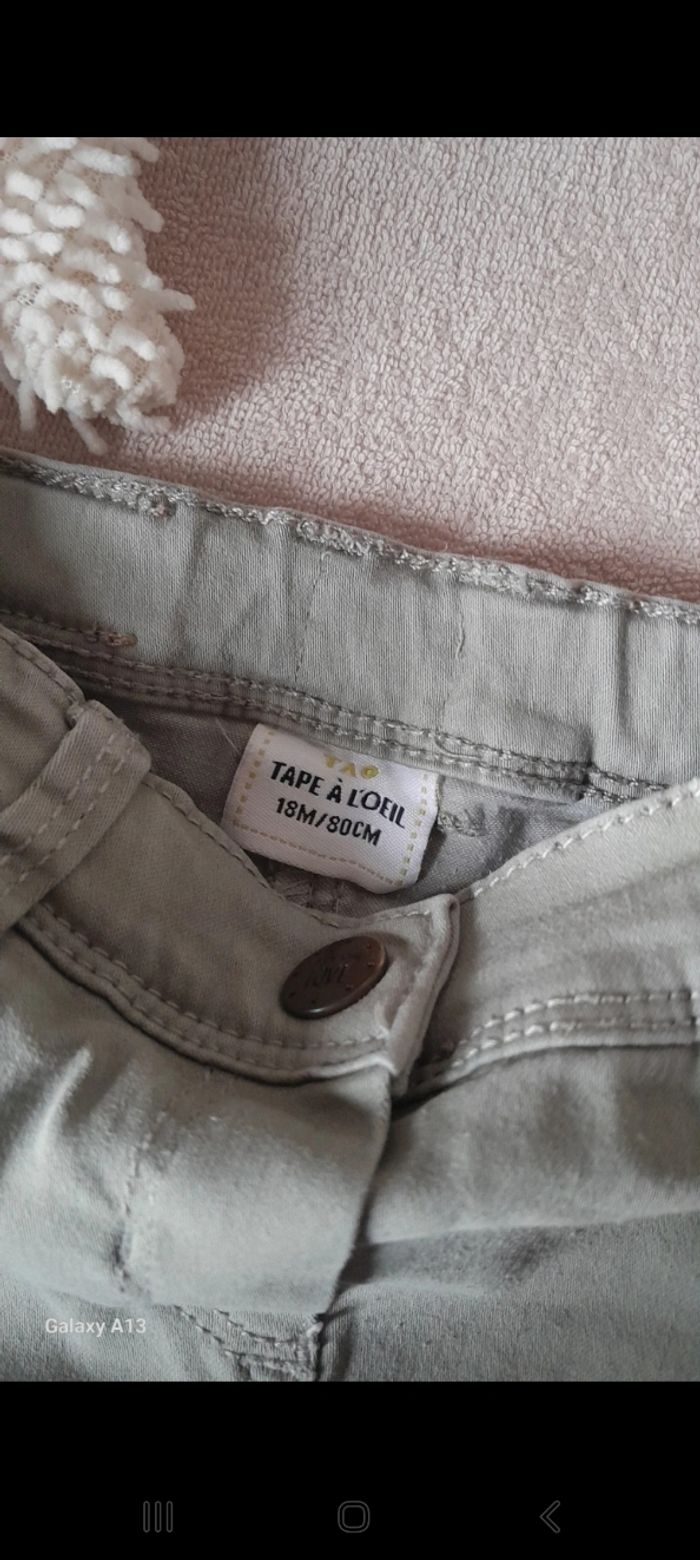 TAO
TAPE À L'OEIL
18M/80CM
Galaxy A13